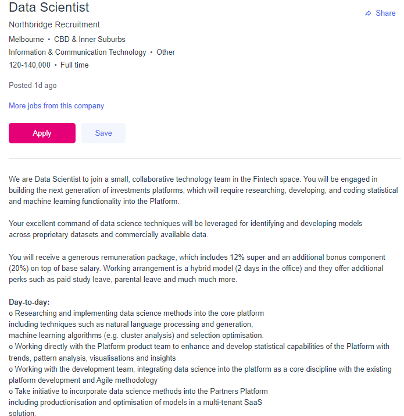 Data Scientist
Share
Northbridge Recruitment
Melbourne • CBD & Inner Suburbs
Information & Communication Technology • Other
120-140,000 • Full time
Posted 1d ago
More jobs from this company
Apply
Save
We are Data Scientist to join a small, collaborative technology team in the Fintech space. You will be engaged in
building the next generation of investments platforms, which will require researching, developing, and coding statistical
and machine learning functionality into the Platform.
Your excellent command of data science techniques will be leveraged for identifying and developing models
across proprietary datasets and commercially available data.
You will receive a generous remuneration package, which includes 12% super and an additional bonus component
(20%) on top of base salary. Working arrangement is a hybrid model (2 days in the office) and they offer additional
perks such as paid study leave, parental leave and much much more.
Day-to-day:
o Researching and implementing data science methods into the core platform
including techniques such as natural language processing and generation,
machine learning algorithms (e.g. cluster analysis) and selection optimisation.
o Working directly with the Platform product team to enhance and develop statistical capabilities of the Platform with
trends, pattern analysis, visualisations and insights
o Working with the development team, integrating data science into the platform as a core discipline with the existing
platform development and Agile methodology
o Take initiative to incorporate data science methods into the Partners Platform
including productionisation and optimisation of models in a multi-tenant SaaS
solution.